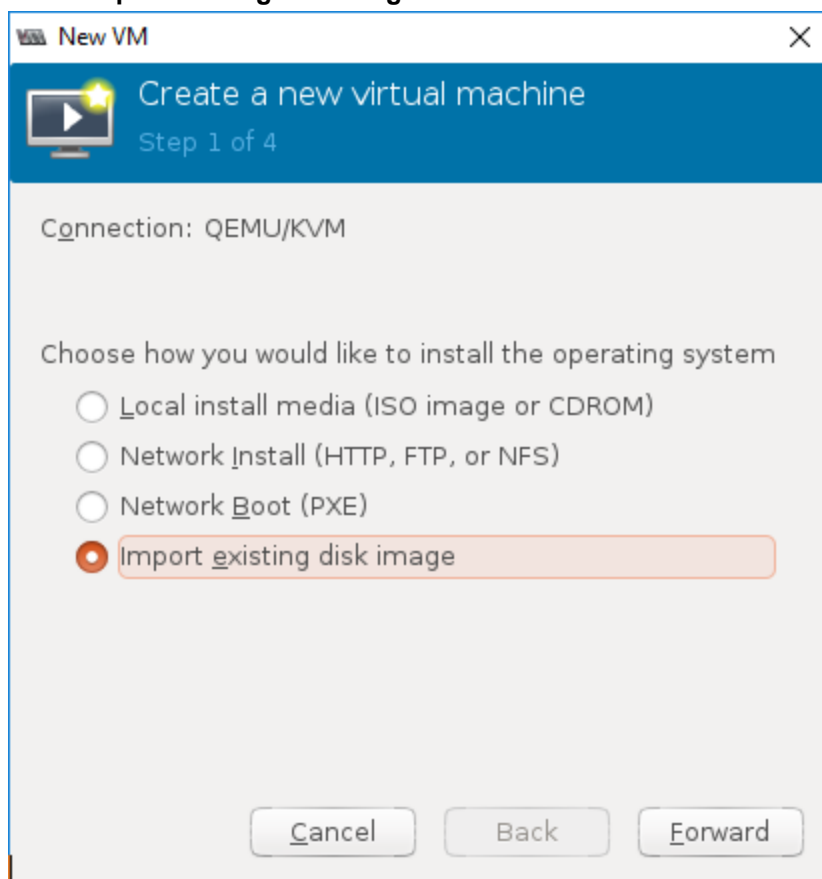 New VM
Create a new virtual machine
Step 1 of 4
Connection: QEMU/KVM
Choose how you would like to install the operating system
Local install media (ISO image or CDROM)
Network Install (HTTP, FTP, or NFS)
Network Boot (PXE)
Import existing disk image
Cancel
Back
Forward